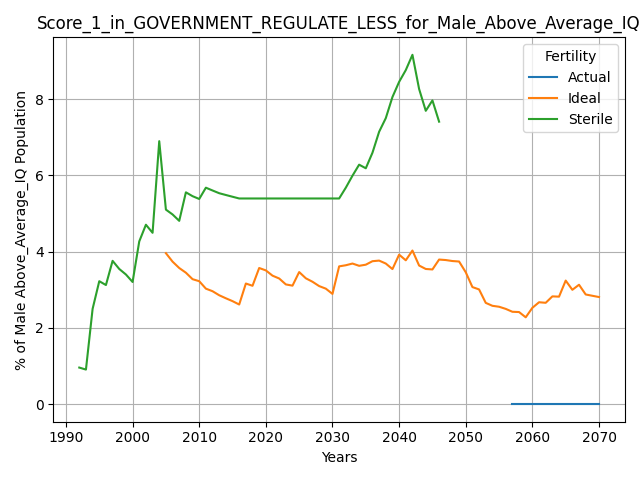 Score_1_in_GOVERNMENT_REGULATE_LESS_for_Male_Above_Average_IQ
Fertility
Actual
Ideal
Sterile
% of Male Above_Average_IQ Population
8
6
4
2
0
1990 2000 2010 2020 2030 2040 2050 2060 2070
Years